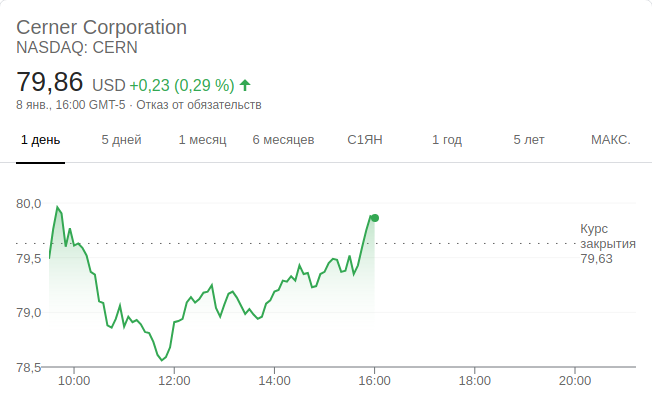 Cerner Corporation
NASDAQ: CERN
79,86 USD +0,23 (0,29 %)
8 янв., 16:00 GMT-5 · Отказ от обязательств
1 день 5 дней 1 месяц 6 месяцев С1ЯН 1 год 5 лет МАКС.
80,0
Курс
закрытия
79,63
79,5
79,0
78,5
10:00 12:00 14:00 16:00 18:00 20:00